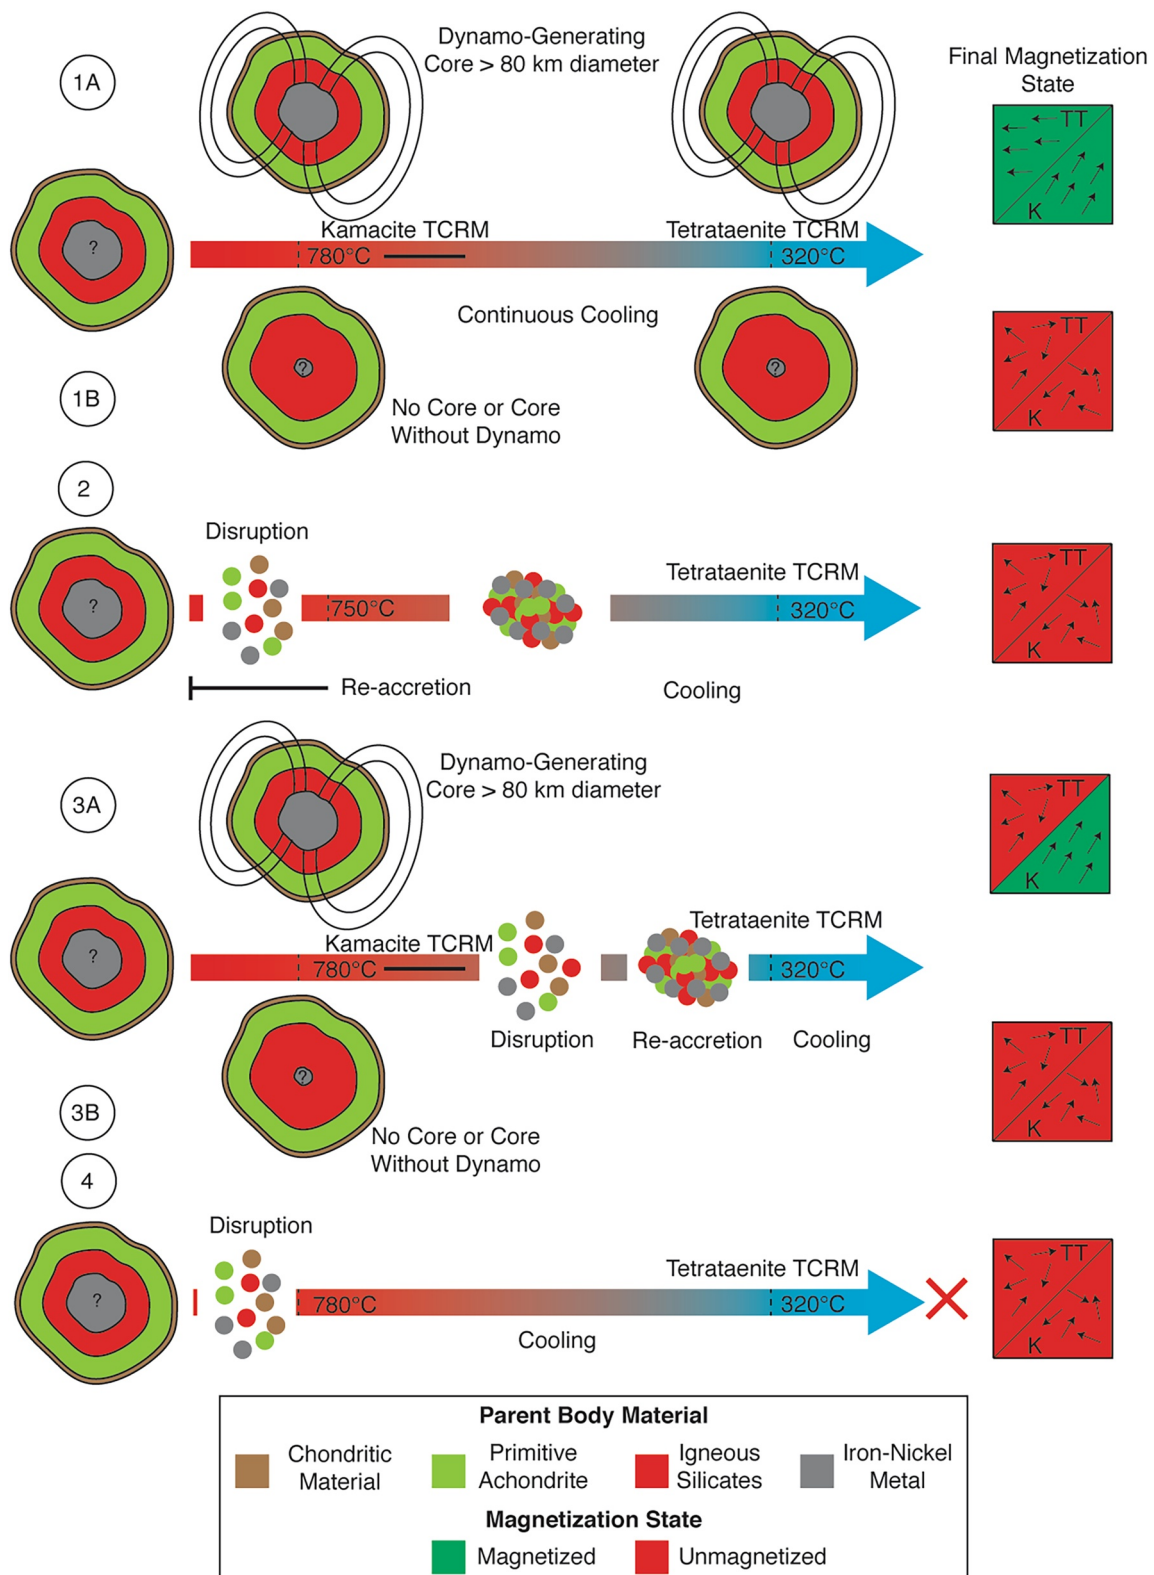 1A
Dynamo-Generating
Core > 80 km diameter
Final Magnetization
State
TT
K
?
Kamacite TCRM
Tetrataenite TCRM
780°C
320°C
Continuous Cooling
1B
?
?
No Core or Core
Without Dynamo
TT
K
2
Disruption
?
750°C
Tetrataenite TCRM
320°C
Re-accretion
Cooling
TT
K
3A
Dynamo-Generating
Core > 80 km diameter
TT
K
?
Kamacite TCRM
780°C
Tetrataenite TCRM
320°C
Disruption
Re-accretion
Cooling
?
3B
No Core or Core
Without Dynamo
TT
K
4
Disruption
?
780°C
Tetrataenite TCRM
320°C
Cooling
TT
K
Parent Body Material
Chondritic
Material
Primitive
Achondrite
Igneous
Silicates
Iron-Nickel
Metal
Magnetization State
Magnetized
Unmagnetized